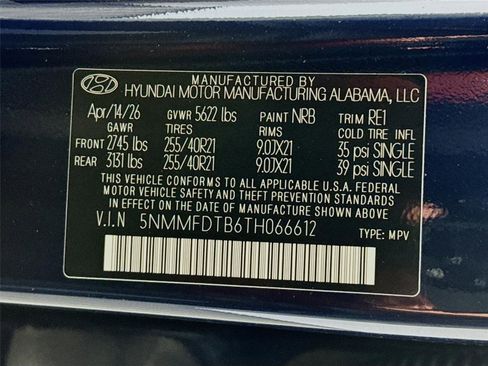 MANUFACTURED BY
HYUNDAI MOTOR MANUFACTURING ALABAMA, LLC
Apr/14/26 GVWR 5622 lbs PAINT NRB TRIM RE1
GAWR TIRES RIMS COLD TIRE INFL
FRONT 2745 lbs 255/40R21 9.0JX21 35 psi SINGLE
REAR 3131 lbs 255/40R21 9.0JX21 39 psi SINGLE
THIS VEHICLE CONFORMS TO ALL APPLICABLE U.S.A. FEDERAL
MOTOR VEHICLE SAFETY AND THEFT PREVENTION STANDARDS
IN EFFECT ON THE DATE OF MANUFACTURE SHOWN ABOVE.
V.I.N 5NMMFDTB6TH066612
TYPE: MPV